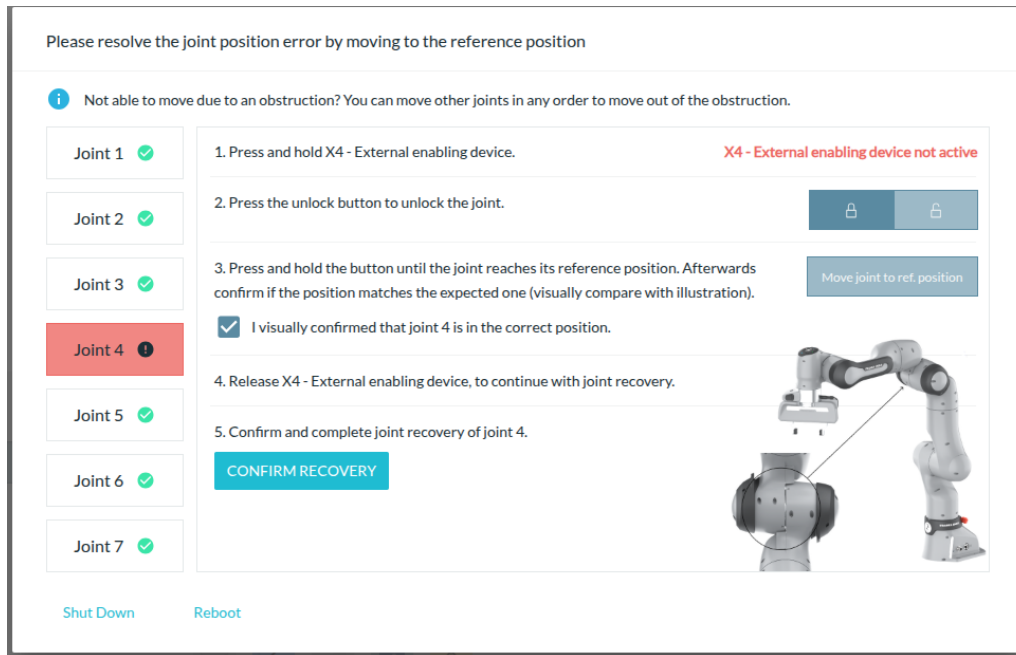 Please resolve the joint position error by moving to the reference position
Not able to move due to an obstruction? You can move other joints in any order to move out of the obstruction.
Joint 1
Joint 2
Joint 3
Joint 4
Joint 5
Joint 6
Joint 7
1. Press and hold X4 - External enabling device.
X4 - External enabling device not active
2. Press the unlock button to unlock the joint.
3. Press and hold the button until the joint reaches its reference position. Afterwards
confirm if the position matches the expected one (visually compare with illustration).
Move joint to ref. position
I visually confirmed that joint 4 is in the correct position.
4. Release X4 - External enabling device, to continue with joint recovery.
5. Confirm and complete joint recovery of joint 4.
CONFIRM RECOVERY
Shut Down
Reboot